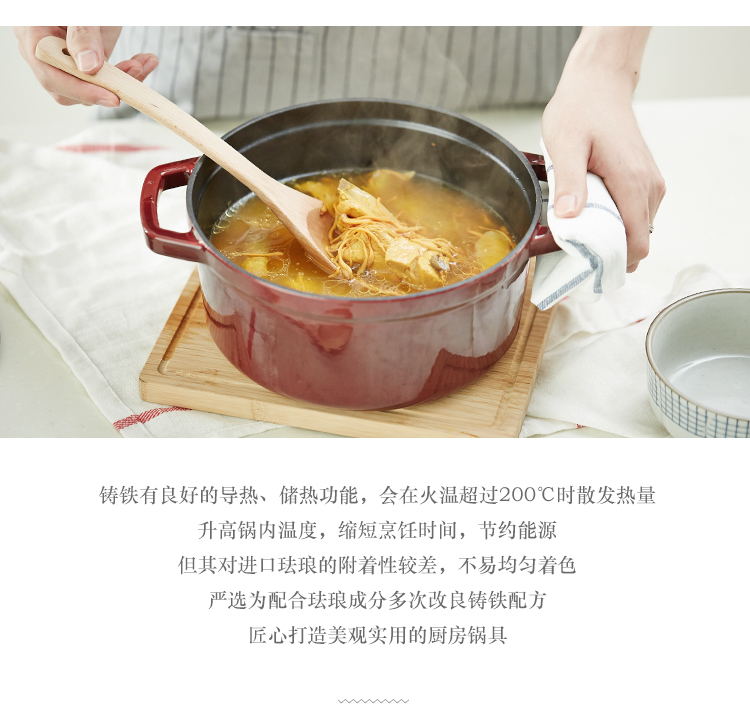 铸铁有良好的导热、储热功能，会在火温超过200℃时散发热量
升高锅内温度，缩短烹饪时间，节约能源
但其对进口珐琅的附着性较差，不易均匀着色
严选为配合珐琅成分多次改良铸铁配方
匠心打造美观实用的厨房锅具